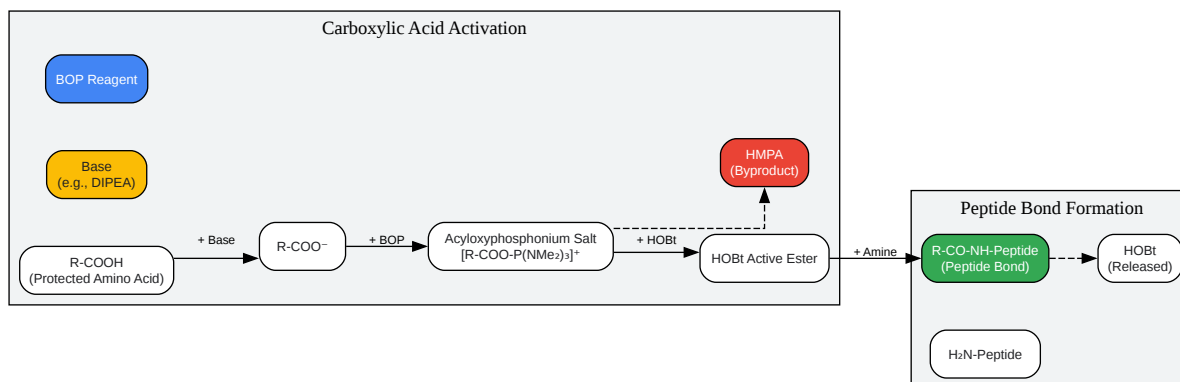 Carboxylic Acid Activation
BOP Reagent
Base
(e.g., DIPEA)
HMPA
(Byproduct)
R-COOH
(Protected Amino Acid)
+ Base
R-COO⁻
+ BOP
Acyloxyphosphonium Salt
[R-COO-P(NMe₂)₃]⁺
+ HOBt
HOBt Active Ester
+ Amine
Peptide Bond Formation
R-CO-NH-Peptide
(Peptide Bond)
HOBt
(Released)
H₂N-Peptide